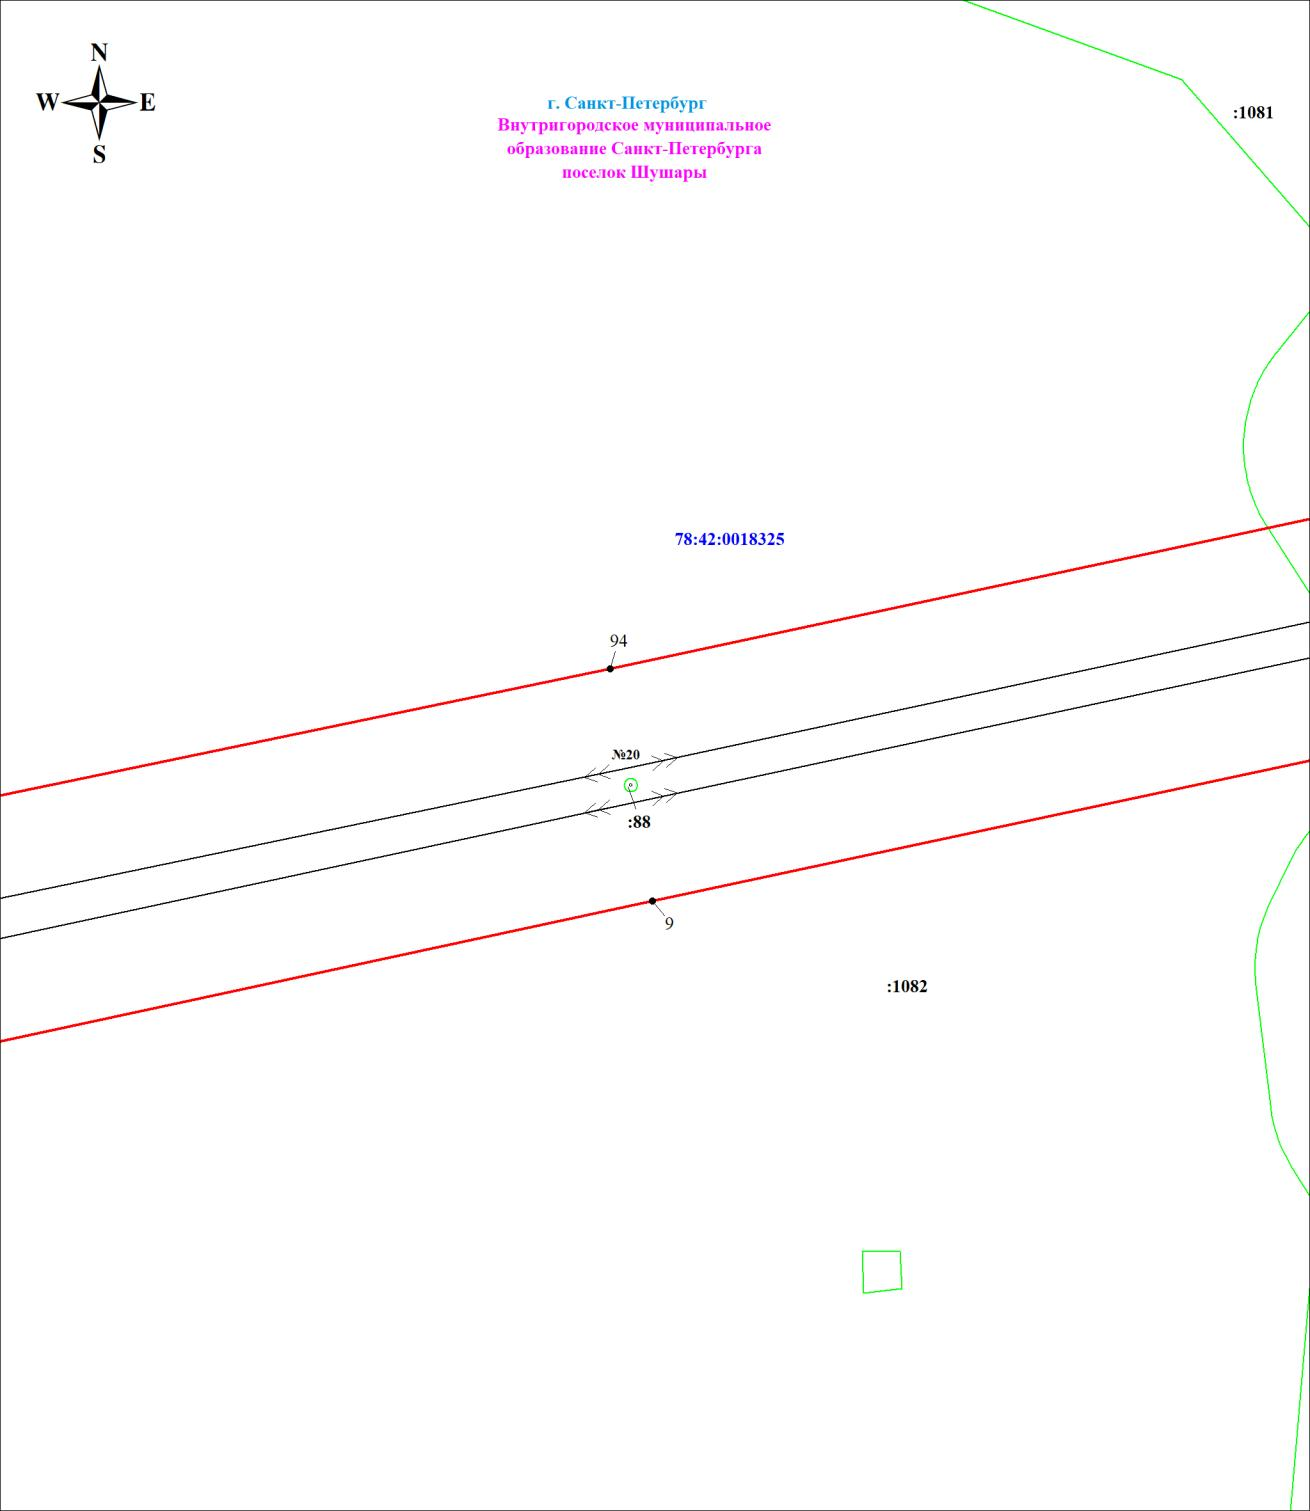 N
W E
S
г. Санкт-Петербург
Внутригородское муниципальное
образование Санкт-Петербурга
поселок Шушары
:1081
78:42:0018325
94
№20
:88
9
:1082